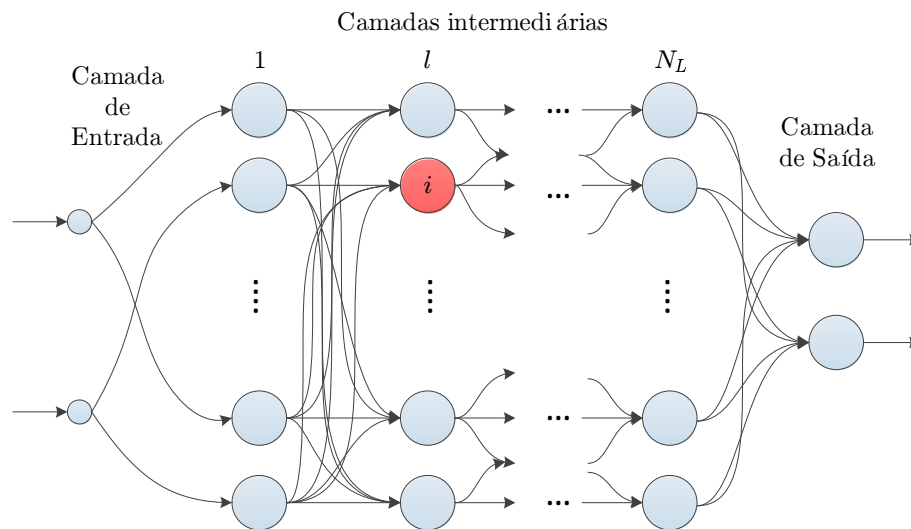 Camadas intermediárias
1
l
N_L
Camada
de
Entrada
Camada
de Saída
i